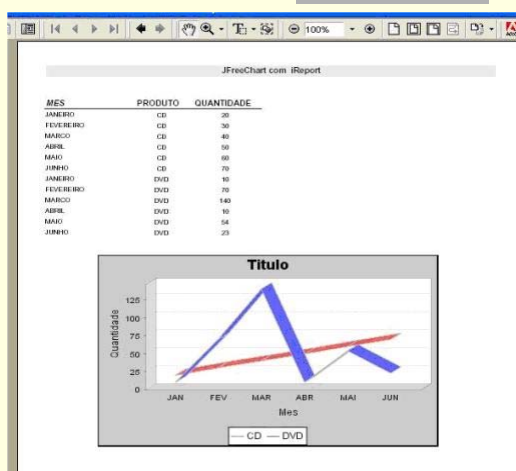 100%
JFreeChart com iReport
MES PRODUTO QUANTIDADE
JANEIRO CD 20
FEVEREIRO CD 30
MARCO CD 40
ABRIL CD 50
MAIO CD 60
JUNHO CD 70
JANEIRO DVD 10
FEVEREIRO DVD 70
MARCO DVD 140
ABRIL DVD 10
MAIO DVD 54
JUNHO DVD 23
Título
Quantidade
125
100
75
50
25
0
JAN FEV MAR ABR MAI JUN
Mes
CD DVD